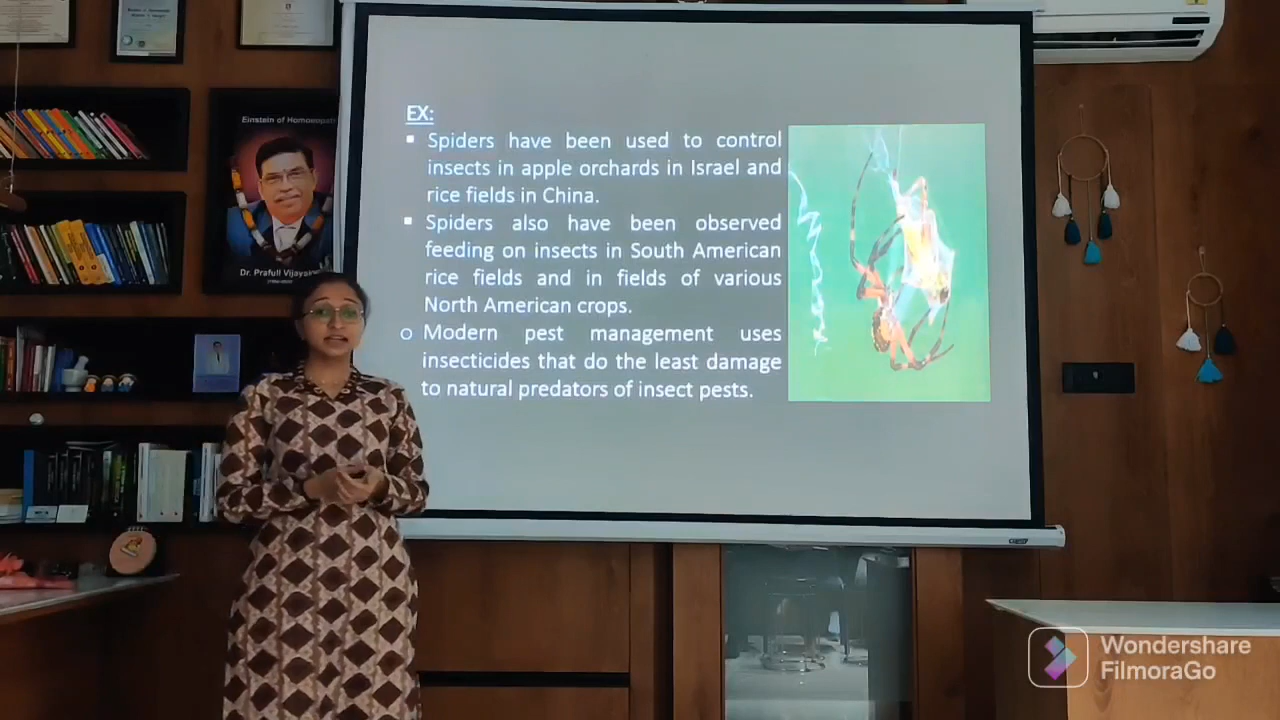 EX:
Spiders have been used to control
insects in apple orchards in Israel and
rice fields in China.
Spiders also have been observed
feeding on insects in South American
rice fields and in fields of various
North American crops.
Modern pest management uses
insecticides that do the least damage
to natural predators of insect pests.
Einstein of Homoeopath
Dr. Prafull Vijay
Wondershare
FilmoraGo